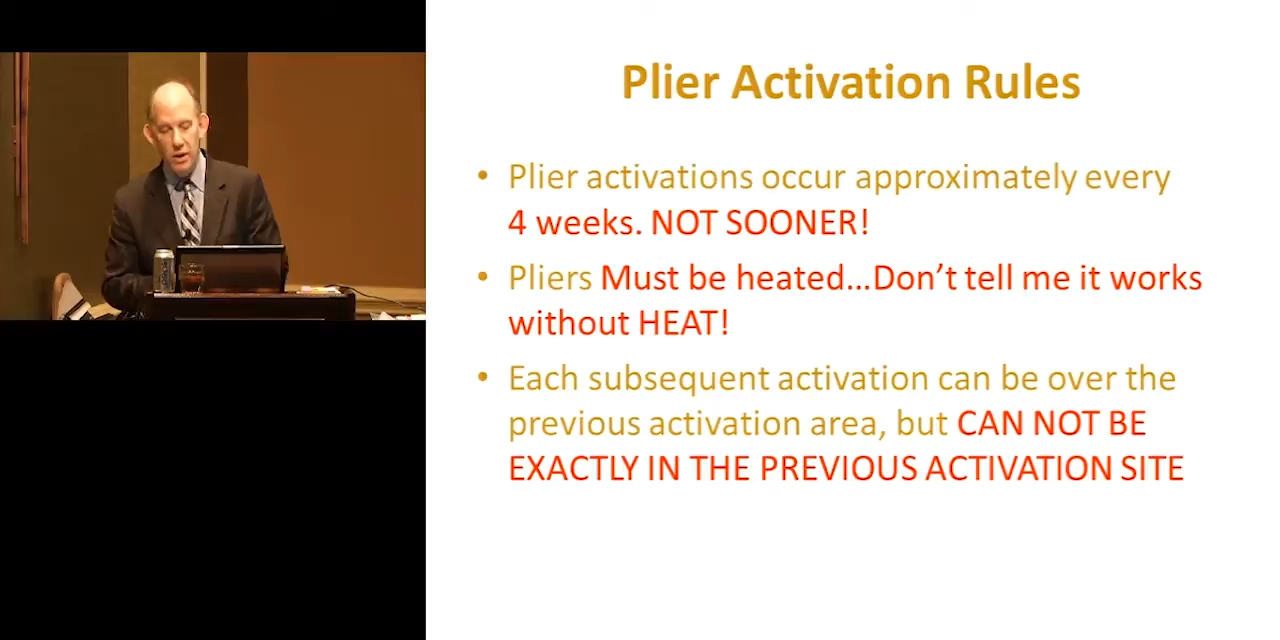 Plier Activation Rules
• Plier activations occur approximately every
4 weeks. NOT SOONER!
• Pliers Must be heated…Don’t tell me it works
without HEAT!
• Each subsequent activation can be over the
previous activation area, but CAN NOT BE
EXACTLY IN THE PREVIOUS ACTIVATION SITE